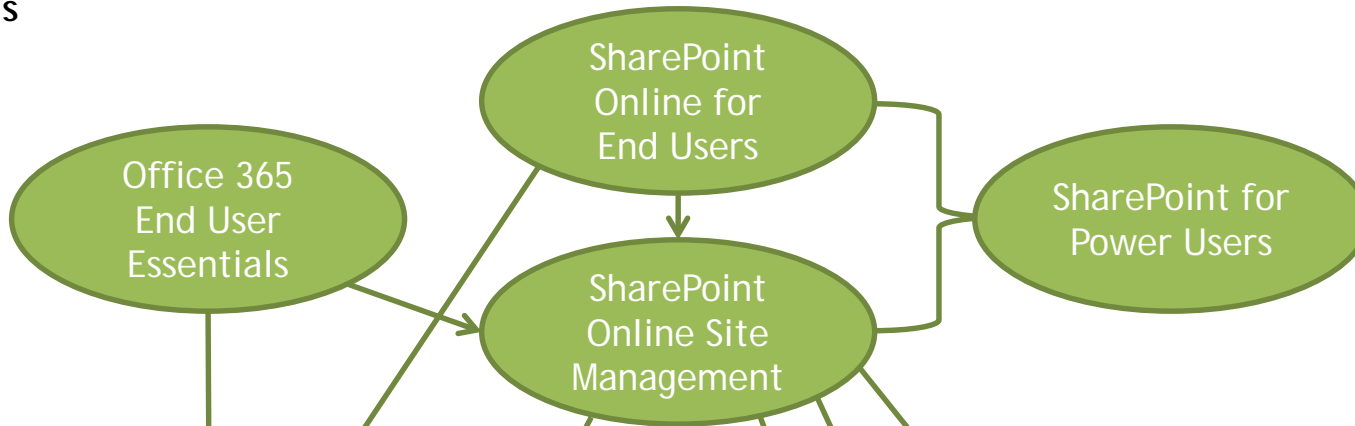 s
SharePoint
Online for
End Users
Office 365
End User
Essentials
SharePoint for
Power Users
SharePoint
Online Site
Management